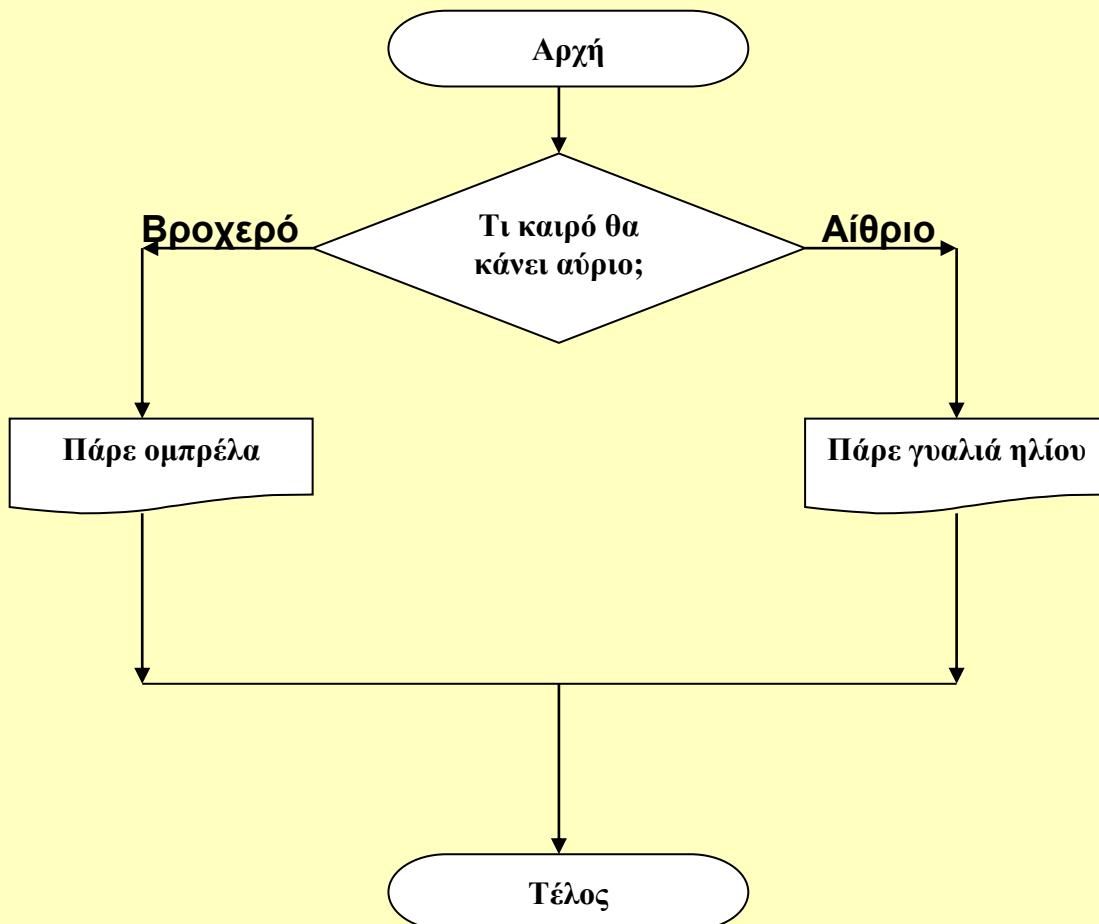 Αρχή
Τι καιρό θα
κάνει αύριο;
Βροχερό
Αίθριο
Πάρε ομπρέλα
Πάρε γυαλιά ηλίου
Τέλος